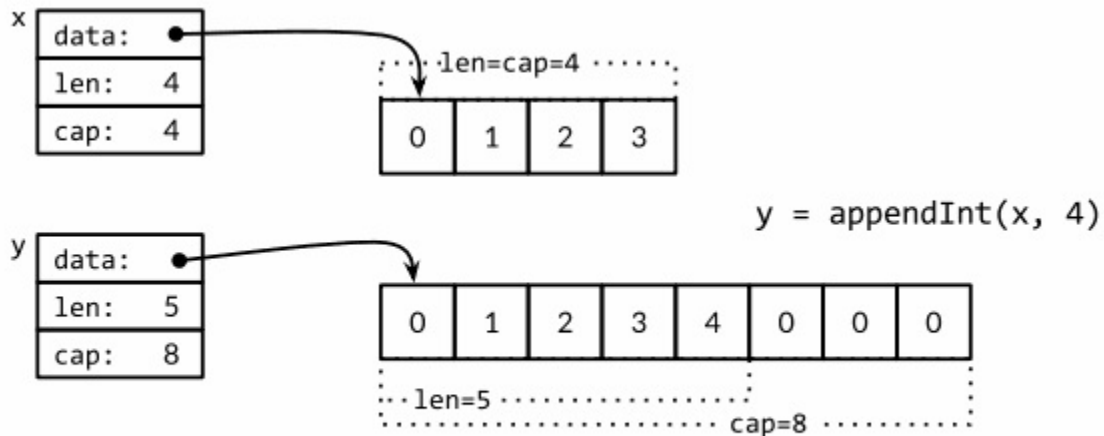 x
data:
len: 4
cap: 4
len=cap=4
0 1 2 3
y = appendInt(x, 4)
y
data:
len: 5
cap: 8
0 1 2 3 4 0 0 0
len=5
cap=8